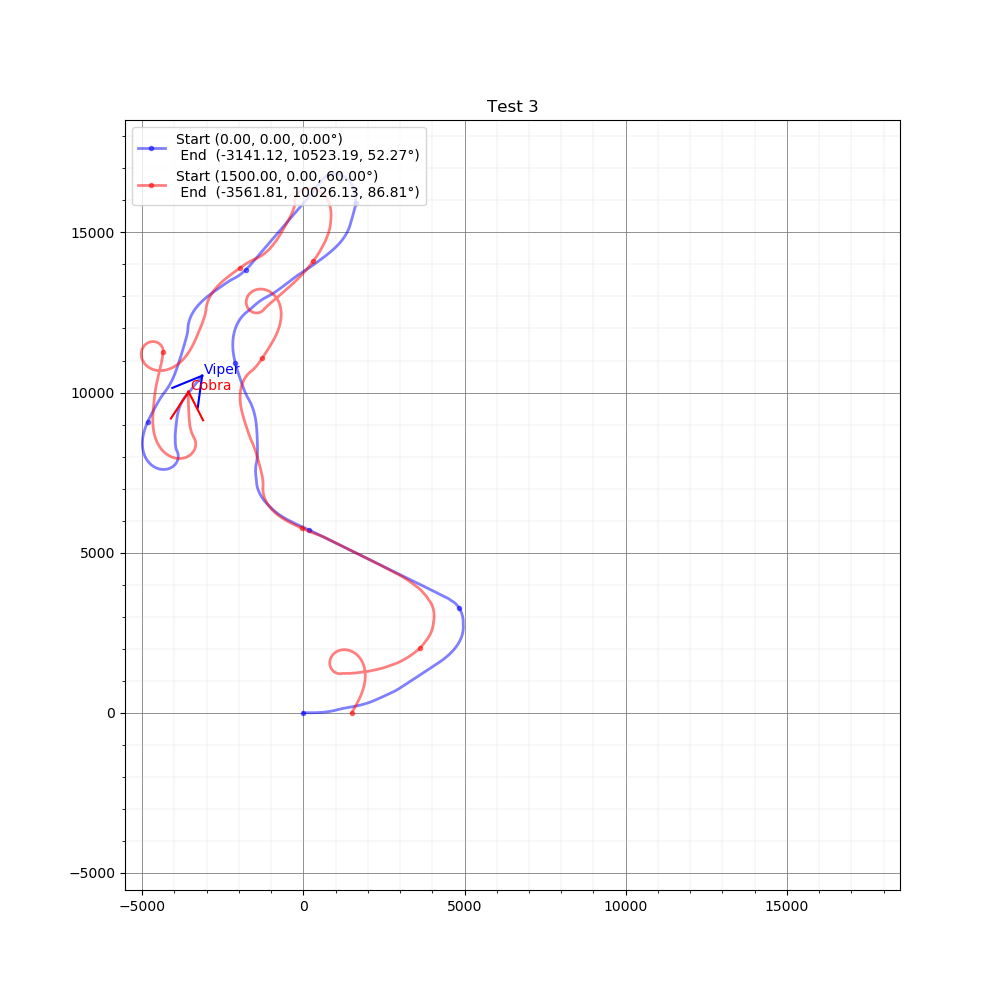 Test 3
Start (0.00, 0.00, 0.00°)
End (-3141.12, 10523.19, 52.27°)
Start (1500.00, 0.00, 60.00°)
End (-3561.81, 10026.13, 86.81°)
15000
10000
5000
0
−5000
Viper
Cobra
−5000 0 5000 10000 15000